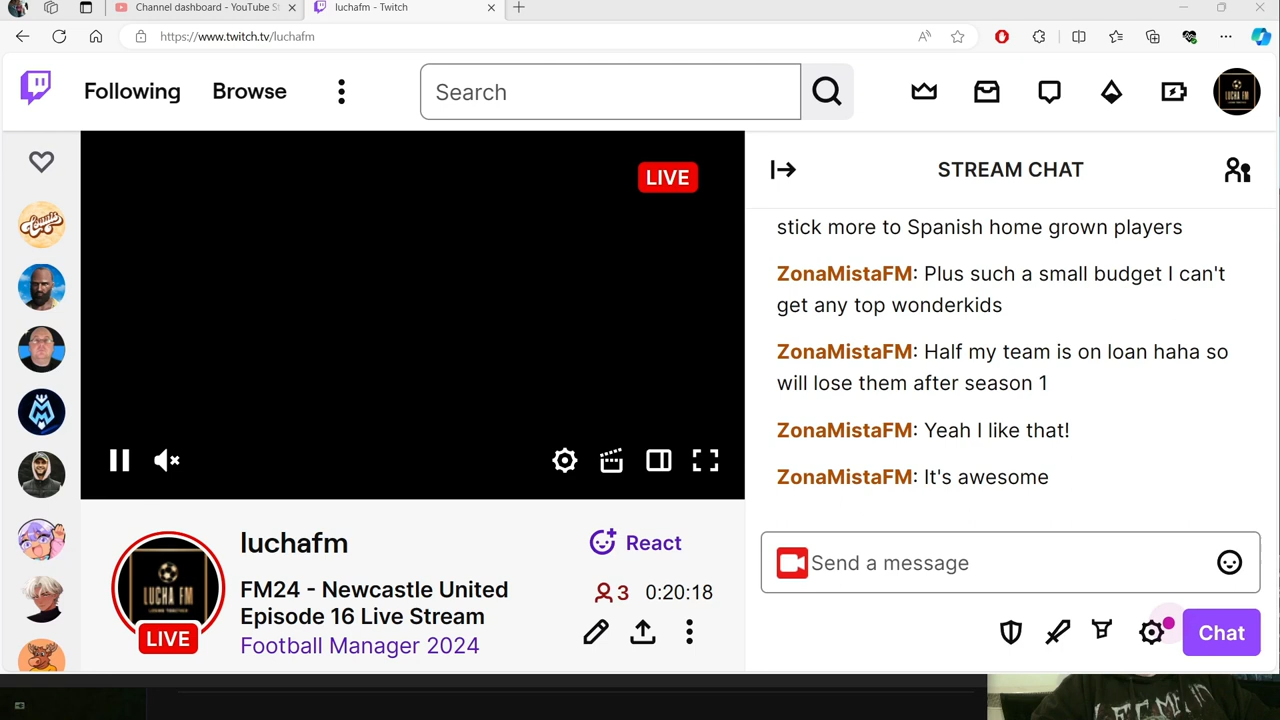 Channel dashboard - YouTube St
luchafm - Twitch
https://www.twitch.tv/luchafm
Following
Browse
Search
LUCHA FM
LIVE
STREAM CHAT
stick more to Spanish home grown players
ZonaMistaFM: Plus such a small budget I can't
get any top wonderkids
ZonaMistaFM: Half my team is on loan haha so
will lose them after season 1
ZonaMistaFM: Yeah I like that!
ZonaMistaFM: It's awesome
LUCHA FM
LIVE
luchafm
FM24 - Newcastle United
Episode 16 Live Stream
Football Manager 2024
React
3
0:20:18
Send a message
Chat